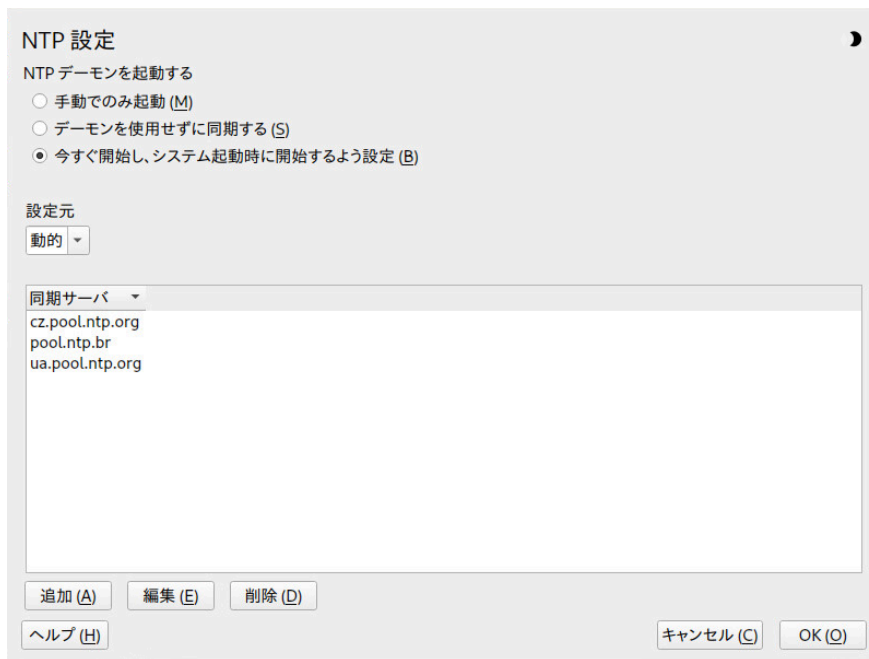 NTP 設定
NTP デーモンを起動する
手動でのみ起動 (M)
デーモンを使用せずに同期する (S)
今すぐ開始し、システム起動時に開始するよう設定 (B)
設定元
動的
同期サーバ
cz.pool.ntp.org
pool.ntp.br
ua.pool.ntp.org
追加 (A) 編集 (E) 削除 (D)
ヘルプ (H) キャンセル (C) OK (O)